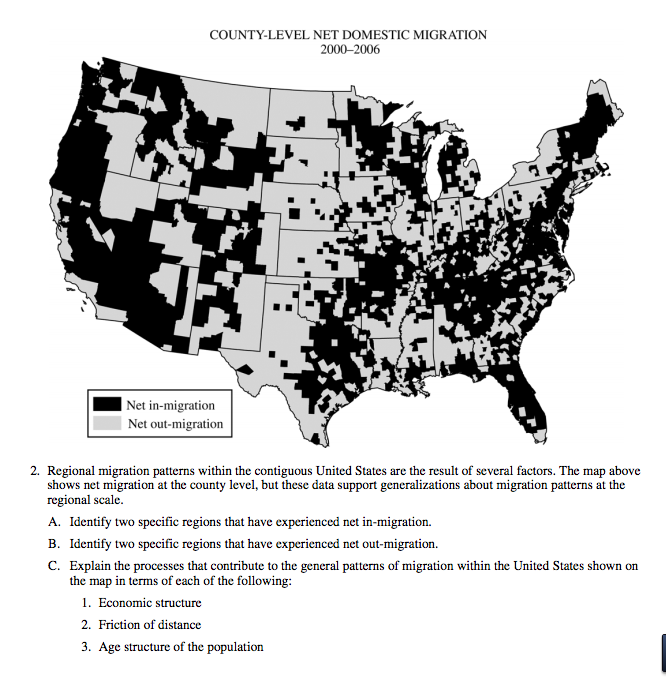 COUNTY-LEVEL NET DOMESTIC MIGRATION
2000–2006
Net in-migration
Net out-migration
2. Regional migration patterns within the contiguous United States are the result of several factors. The map above
shows net migration at the county level, but these data support generalizations about migration patterns at the
regional scale.
A. Identify two specific regions that have experienced net in-migration.
B. Identify two specific regions that have experienced net out-migration.
C. Explain the processes that contribute to the general patterns of migration within the United States shown on
the map in terms of each of the following:
1. Economic structure
2. Friction of distance
3. Age structure of the population